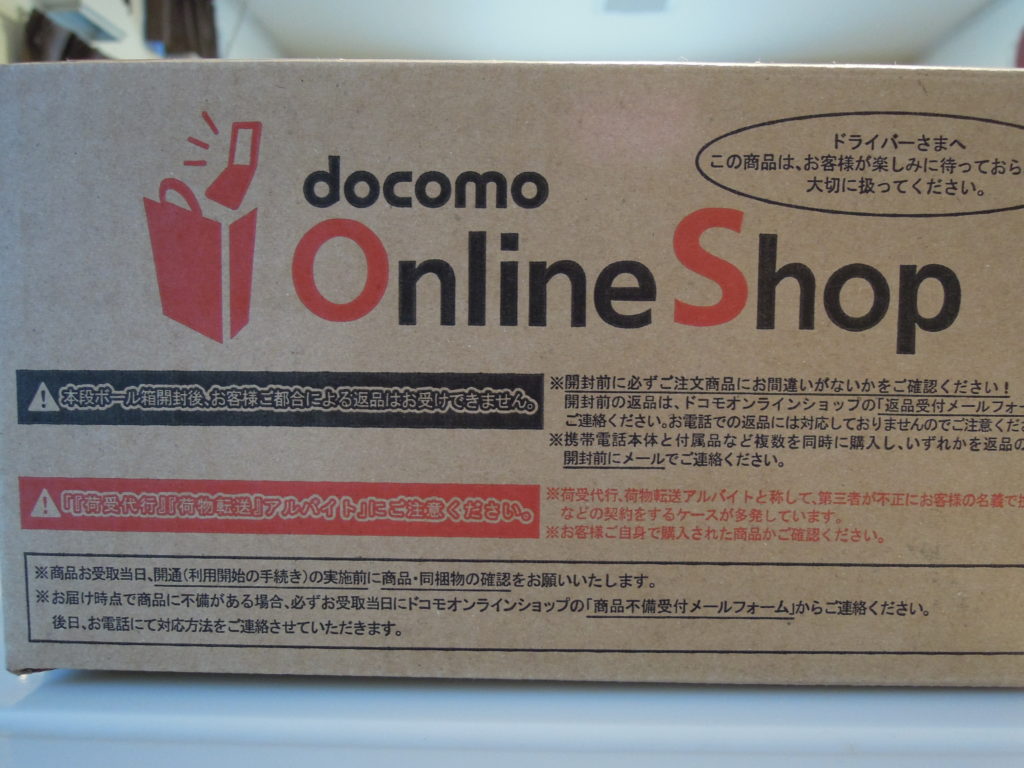 ドライバーさまへ
この商品は、お客様が楽しみに待っておら
大切に扱ってください。
docomo
Online Shop
本段ボール箱開封後、お客様ご都合による返品はお受けできません。
※開封前に必ずご注文商品にお間違いがないかをご確認ください！
開封前の返品は、ドコモオンラインショップの「返品受付メールフォー
ご連絡ください。お電話での返品には対応しておりませんのでご注意くださ
※携帯電話本体と付属品など複数を同時に購入し、いずれかを返品の
開封前にメールでご連絡ください。
「『荷受代行』『荷物転送』アルバイト」にご注意ください。
※荷受代行、荷物転送アルバイトと称して、第三者が不正にお客様の名義で携
などの契約をするケースが多発しています。
※お客様ご自身で購入された商品かご確認ください。
※商品お受取当日、開通（利用開始の手続き）の実施前に商品・同梱物の確認をお願いいたします。
※お届け時点で商品に不備がある場合、必ずお受取当日にドコモオンラインショップの「商品不備受付メールフォーム」からご連絡ください。
後日、お電話にて対応方法をご連絡させていただきます。